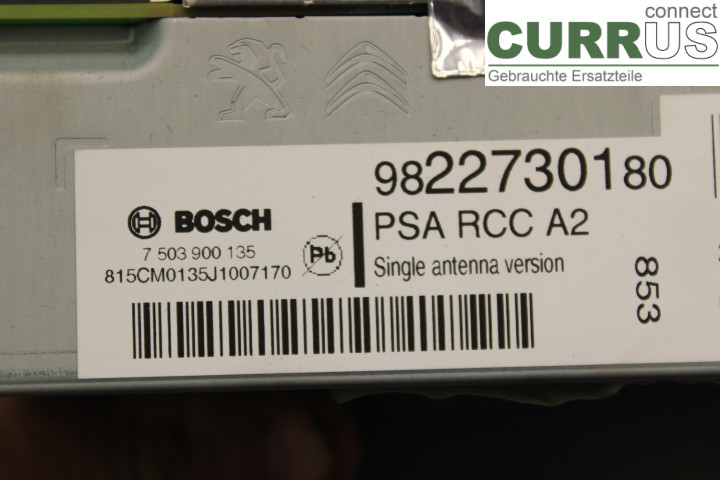 connect
CURRUS
Gebrauchte Ersatzteile
9822730180
BOSCH
PSA RCC A2
7 503 900 135
Pb
815CM0135J1007170
Single antenna version
853